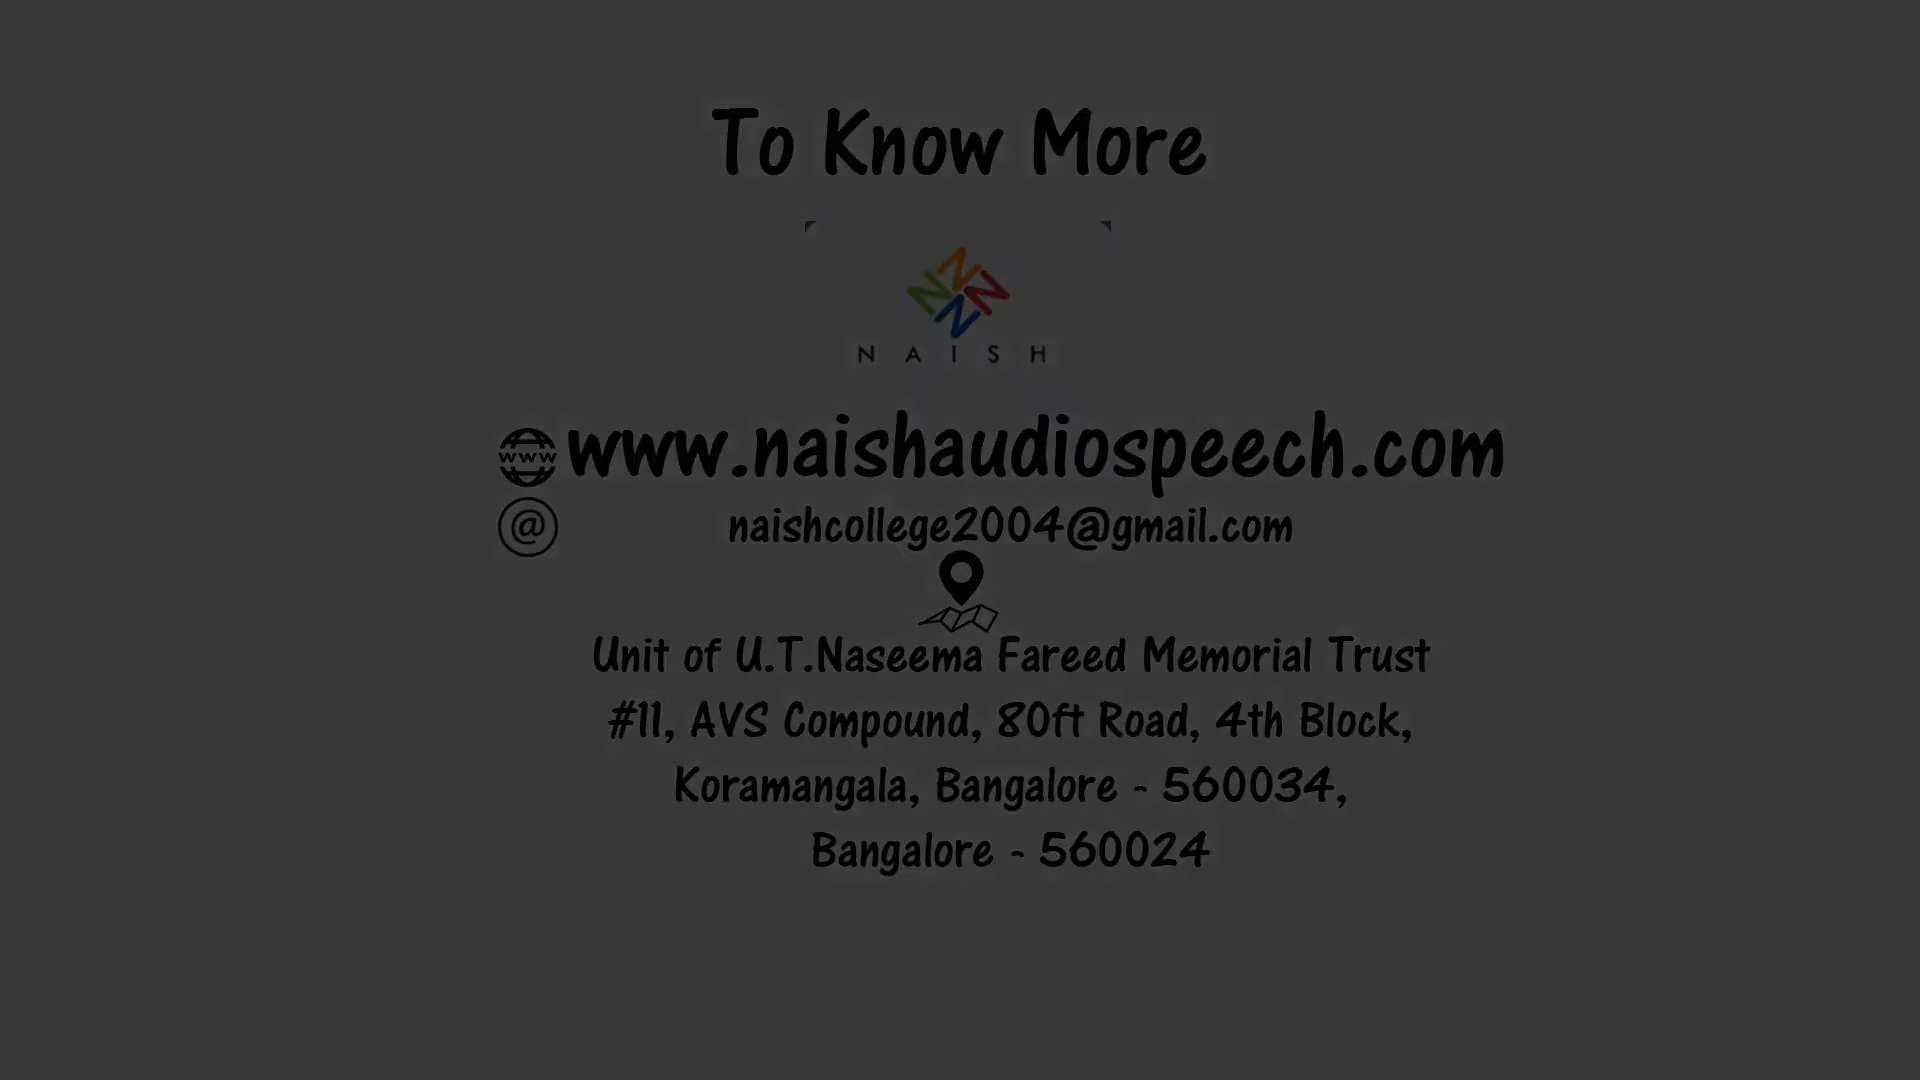 To Know More
N A I S H
www
www.naishaudiospeech.com
@
naishcollege2004@gmail.com
Unit of U.T.Naseema Fareed Memorial Trust
#11, AVS Compound, 80ft Road, 4th Block,
Koramangala, Bangalore - 560034,
Bangalore - 560024